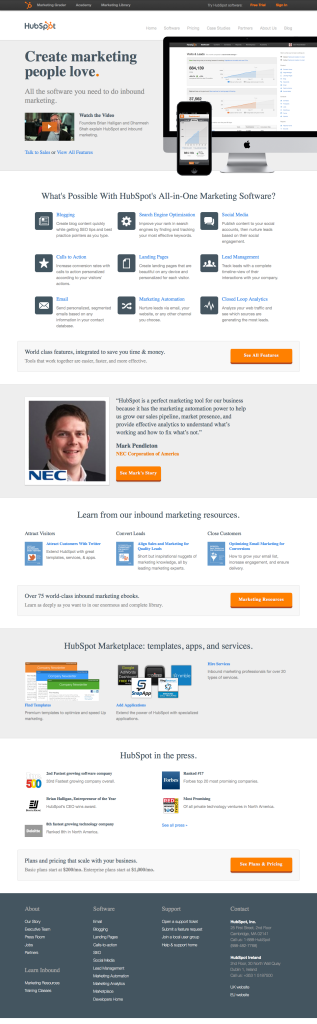 Marketing Grader Academy Marketing Library Try HubSpot software Free Trial Sign In
HubSpot
Home Software Pricing Case Studies Partners About Us Blog
Create marketing
people love.
All the software you need to do inbound
marketing.
Watch the Video
Founders Brian Halligan and Dharmesh
Shah explain HubSpot and inbound
marketing.
Talk to Sales or View All Features
What's Possible With HubSpot's All-in-One Marketing Software?
Blogging
Create blog content quickly
while getting SEO tips and best
practice pointers as you type.
Search Engine Optimization
Improve your rank in search
engines by finding and tracking
your most effective keywords.
Social Media
Publish content to your social
accounts, then nurture leads
based on their social
engagement.
Calls to Action
Increase conversion rates with
calls to action personalized
according to your visitors'
actions.
Landing Pages
Create landing pages that are
beautiful on any device and
personalized for each visitor.
Lead Management
Track leads with a complete
timeline-view of their
interactions with your company.
Email
Send personalized, segmented
emails based on any
information in your contact
database.
Marketing Automation
Nurture leads via email, your
website, or any other channel
you choose.
Closed Loop Analytics
Analyze your web traffic and
see which sources are
generating the most leads.
World class features, integrated to save you time & money.
Tools that work together are easier, faster, and more effective.
See All Features
“HubSpot is a perfect marketing tool for our business
because it has the marketing automation power to help
us grow our sales pipeline, market presence, and
provide effective analytics to understand what's
working and how to fix what's not.”
Mark Pendleton
NEC Corporation of America
See Mark's Story
NEC
Learn from our inbound marketing resources.
Attract Visitors
Attract Customers With Twitter
Extend HubSpot with great
templates, services, & apps.
Convert Leads
Align Sales and Marketing for
Quality Leads
Short but inspirational nuggets of
marketing knowledge, all by
leading marketing experts.
Close Customers
Optimizing Email Marketing for
Conversions
How to grow your email list,
increase engagement, and ensure
delivery.
Over 75 world-class inbound marketing ebooks.
Learn as deeply as you want to in our enormous and complete library.
Marketing Resources
HubSpot Marketplace: templates, apps, and services.
Find Templates
Premium templates to optimize and speed up
marketing.
SnapApp
Add Applications
Extend the power of HubSpot with specialized
applications.
Hire Services
Inbound marketing professionals for over 20
types of services.
HubSpot in the press.
500
2nd Fastest growing software company
33rd Fastest growing company overall.
Forbes
Ranked #17
Forbes top 20 most promising companies.
Brian Halligan, Entrepreneur of the Year
HubSpot's CEO wins award.
RED
Most Promising
Of all private technology ventures in North America.
Deloitte
8th fastest growing technology company
Ranked 8th in North America.
See all press »
Plans and pricing that scale with your business.
Basic plans start at $200/mo. Enterprise plans start at $1,000/mo.
See Plans & Pricing
About
Our Story
Executive Team
Press Room
Jobs
Partners
Learn Inbound
Marketing Resources
Training Classes
Software
Email
Blogging
Landing Pages
Calls-to-action
SEO
Social Media
Lead Management
Marketing Automation
Marketing Analytics
Marketplace
Developers Home
Support
Open a support ticket
Submit a feature request
Join a local user group
Help & support home
Contact
HubSpot, Inc.
25 First Street, 2nd Floor
Cambridge, MA 02141
HubSpot Ireland
UK website
EU website